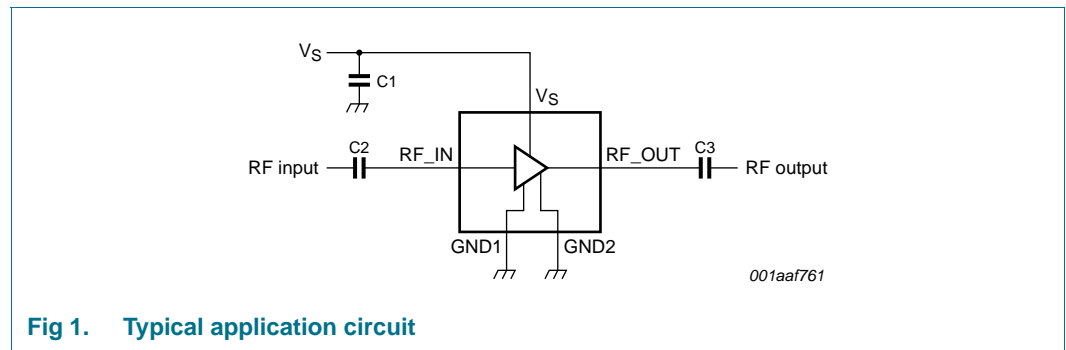 VS
C1
VS
C2
RF_IN
RF_OUT
C3
RF input
RF output
GND1
GND2
001aaf761
Fig 1. Typical application circuit